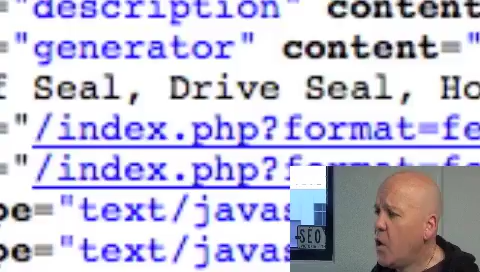 ="description" content
="generator" content="
f Seal, Drive Seal, Ho
="/index.php?format=fe
="/index.php?format=fe
pe="text/javas
pe="text/javas
SEO